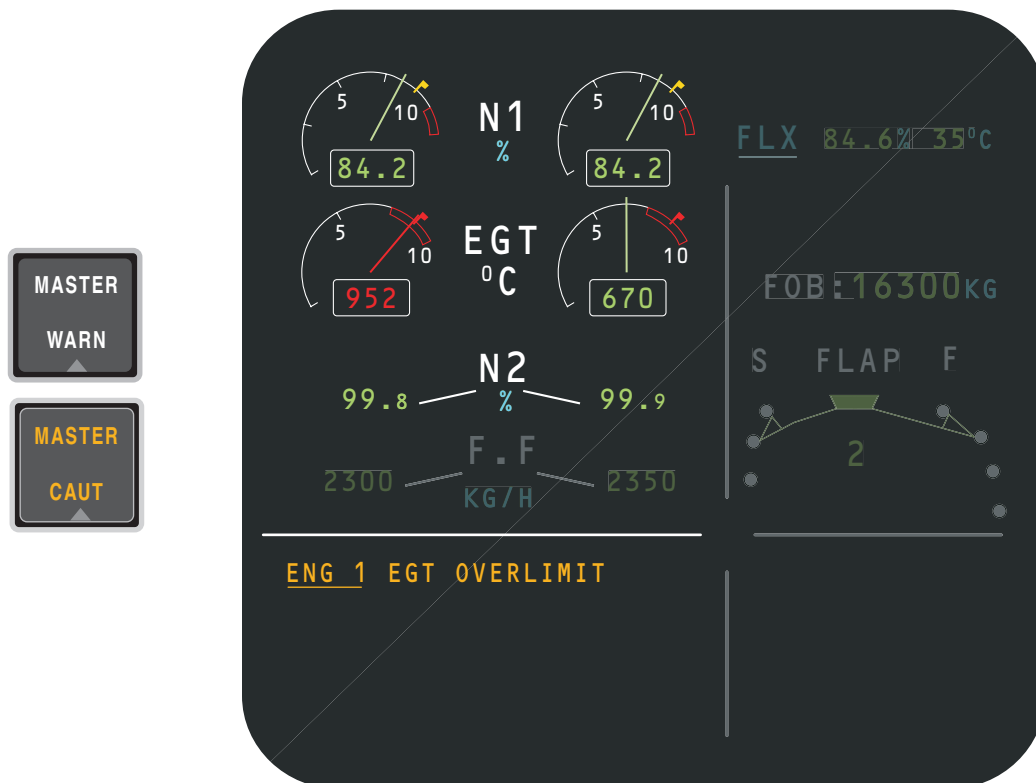 MASTER
WARN
MASTER
CAUT
5
10
84.2
N1
%
5
10
84.2
FLX 84.6% 35°C
5
10
952
EGT
°C
5
10
670
FOB:16300KG
99.8
N2
%
99.9
S FLAP F
2
2300
F.F
KG/H
2350
ENG 1 EGT OVERLIMIT